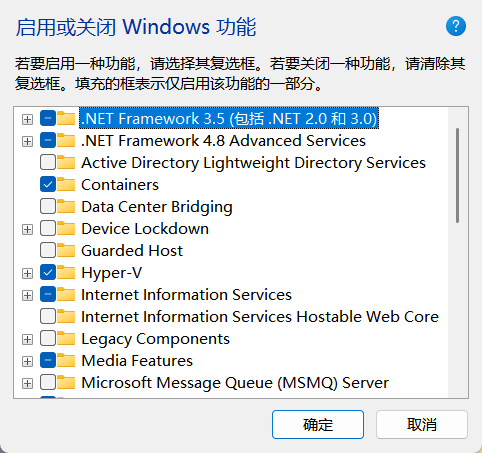 启用或关闭 Windows 功能
?
若要启用一种功能，请选择其复选框。若要关闭一种功能，请清除其
复选框。填充的框表示仅启用该功能的一部分。
.NET Framework 3.5 (包括 .NET 2.0 和 3.0)
.NET Framework 4.8 Advanced Services
Active Directory Lightweight Directory Services
Containers
Data Center Bridging
Device Lockdown
Guarded Host
Hyper-V
Internet Information Services
Internet Information Services Hostable Web Core
Legacy Components
Media Features
Microsoft Message Queue (MSMQ) Server
确定
取消